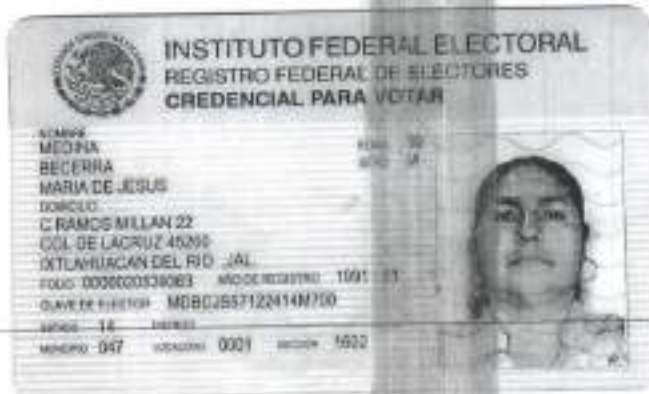 INSTITUTO FEDERAL ELECTORAL
REGISTRO FEDERAL DE ELECTORES
CREDENCIAL PARA VOTAR
NOMBRE
MEDINA
BECERRA
MARIA DE JESUS
DOMICILIO
C RAMOS MILLAN 22
COL DE LACRUZ
DEL RIO JAL.
FOLIO AÑO DE REGISTRO 1991
CLAVE DE ELECTOR
14
MUNICIPIO 047 LOCALIDAD 0001 SECCION